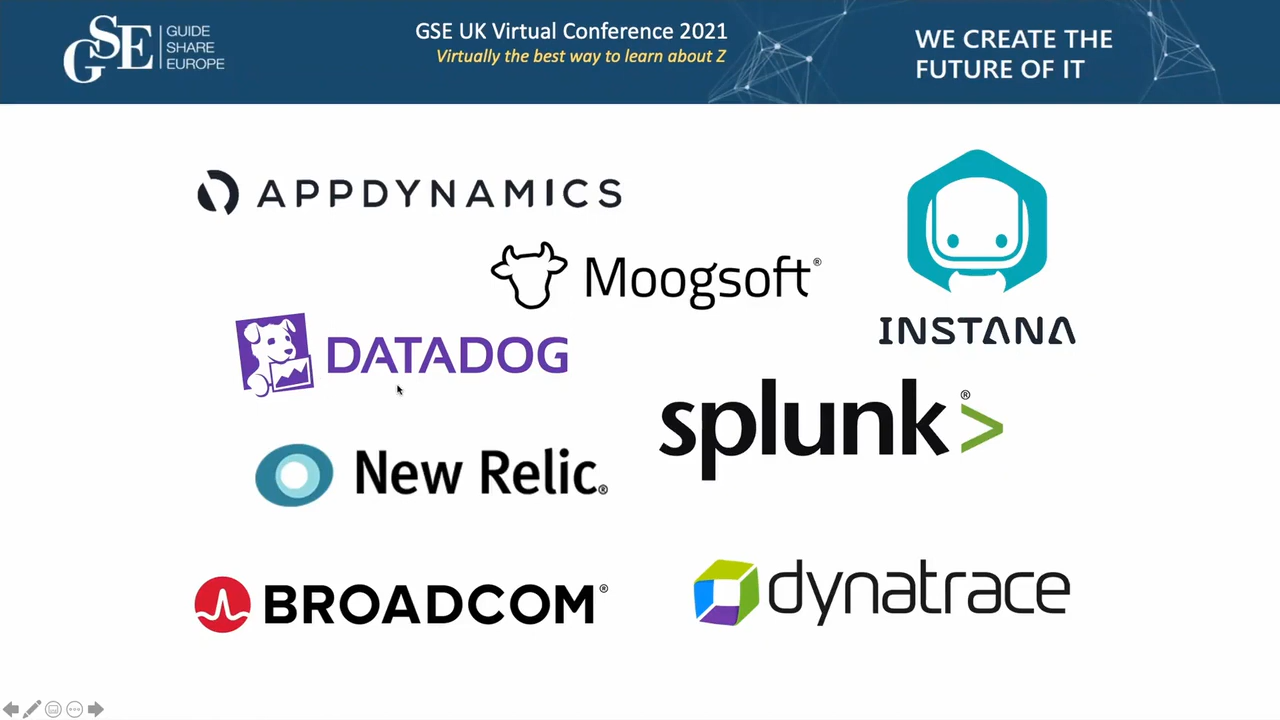 GSE GUIDE
SHARE
EUROPE
GSE UK Virtual Conference 2021
Virtually the best way to learn about Z
WE CREATE THE
FUTURE OF IT
APPDYNAMICS
Moogsoft®
INSTANA
DATADOG
splunk>®
New Relic®
BROADCOM®
dynatrace